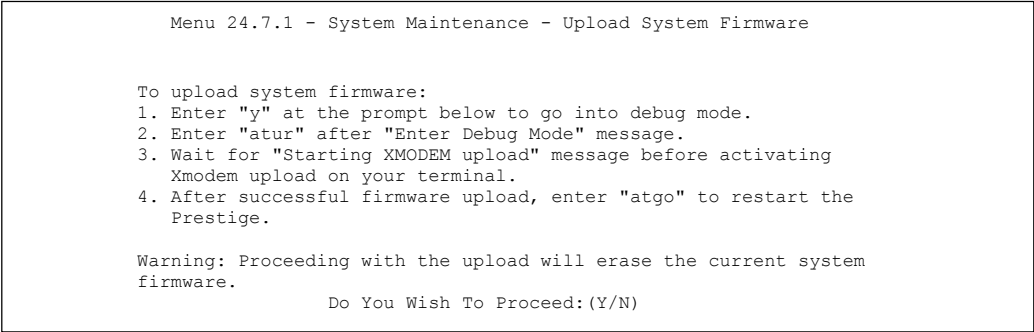 Menu 24.7.1 - System Maintenance - Upload System Firmware
To upload system firmware:
1. Enter "y" at the prompt below to go into debug mode.
2. Enter "atur" after "Enter Debug Mode" message.
3. Wait for "Starting XMODEM upload" message before activating
Xmodem upload on your terminal.
4. After successful firmware upload, enter "atgo" to restart the
Prestige.
Warning: Proceeding with the upload will erase the current system
firmware.
Do You Wish To Proceed:(Y/N)